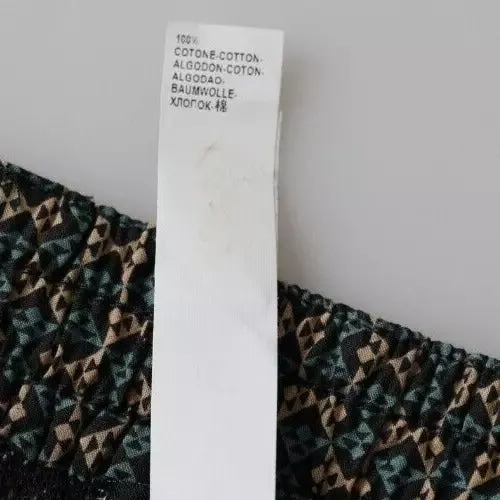 100%
COTONE-COTTON-
ALGODON-COTON-
ALGODAO-
BAUMWOLLE-
ХЛОПОК-棉